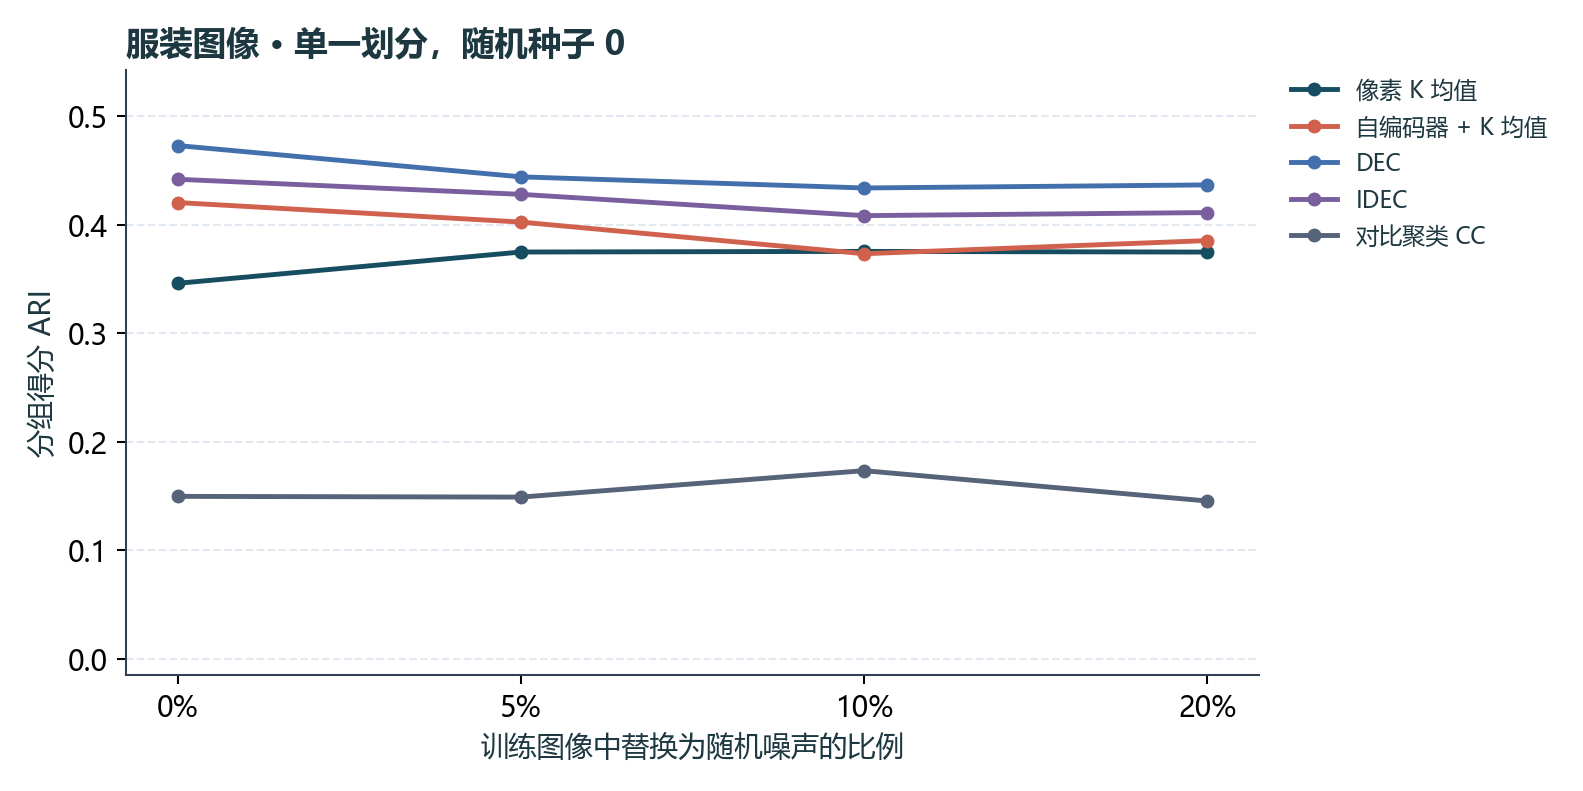 服装图像 • 单一划分，随机种子 0
像素 K 均值
自编码器 + K 均值
DEC
IDEC
对比聚类 CC
分组得分 ARI
0.5
0.4
0.3
0.2
0.1
0.0
0%
5%
10%
20%
训练图像中替换为随机噪声的比例